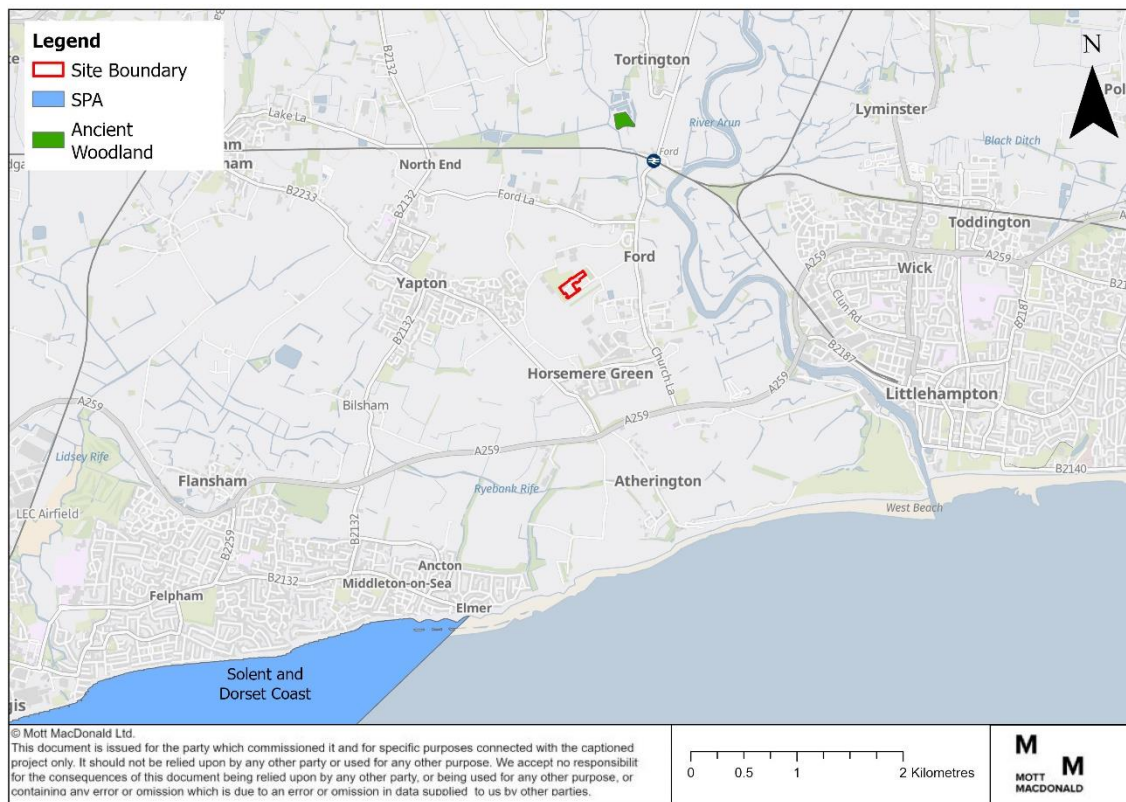 Legend
Site Boundary
SPA
Ancient
Woodland
N
Tortington
B2132
Lyminster
River Arun
Black Ditch
Lake La
Ford
North End
B2233
B2132
Ford La
Toddington
A259
Ford
Wick
Yapton
Clun Rd
B2187
B2132
B2187
Horsemere Green
Church La
A259
Littlehampton
A259
Bilsham
A259
A259
B2140
Lidsey Rife
Flansham
Ryebank Rife
Atherington
LEC Airfield
West Beach
B2259
B2132
Ancton
B2132
Middleton-on-Sea
Felpham
Elmer
Solent and
Dorset Coast
gis
© Mott MacDonald Ltd.
This document is issued for the party which commissioned it and for specific purposes connected with the captioned
project only. It should not be relied upon by any other party or used for any other purpose. We accept no responsibilit
for the consequences of this document being relied upon by any other party, or being used for any other purpose, or
containing any error or omission which is due to an error or omission in data supplied to us by other parties.
0 0.5 1 2 Kilometres
M
M
MOTT
MACDONALD